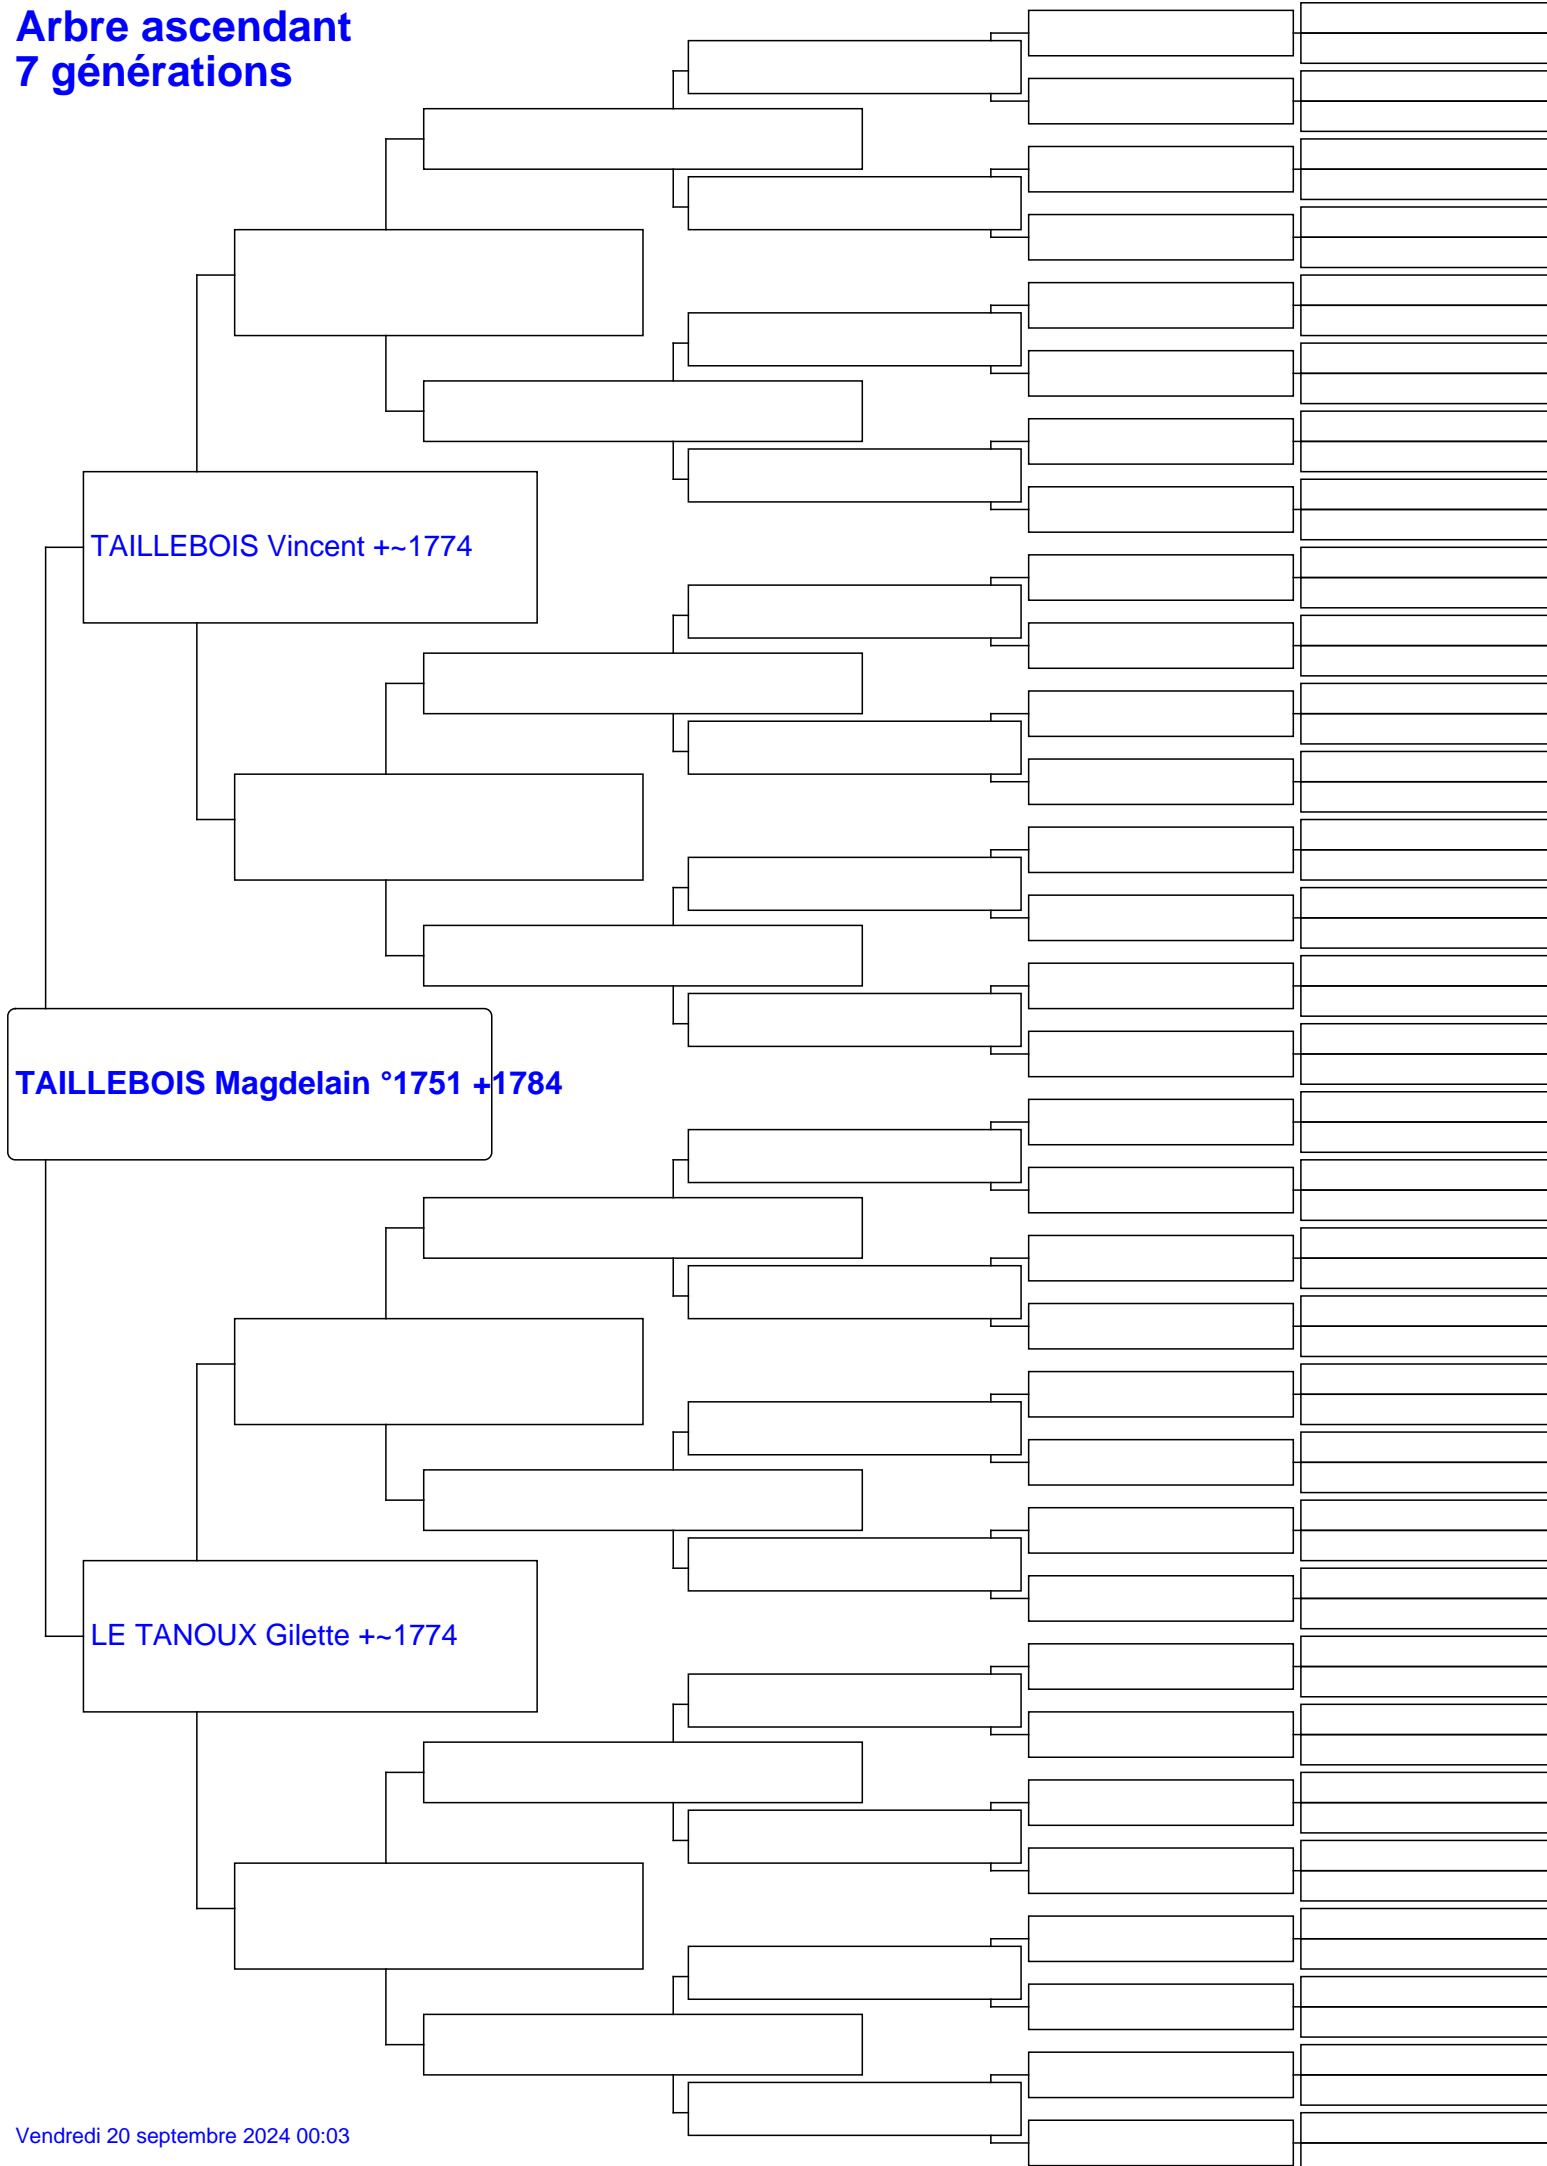 Arbre ascendant
7 générations
TAILLEBOIS Vincent +~1774
TAILLEBOIS Magdelain °1751 +1784
LE TANOUX Gilette +~1774
Vendredi 20 septembre 2024 00:03